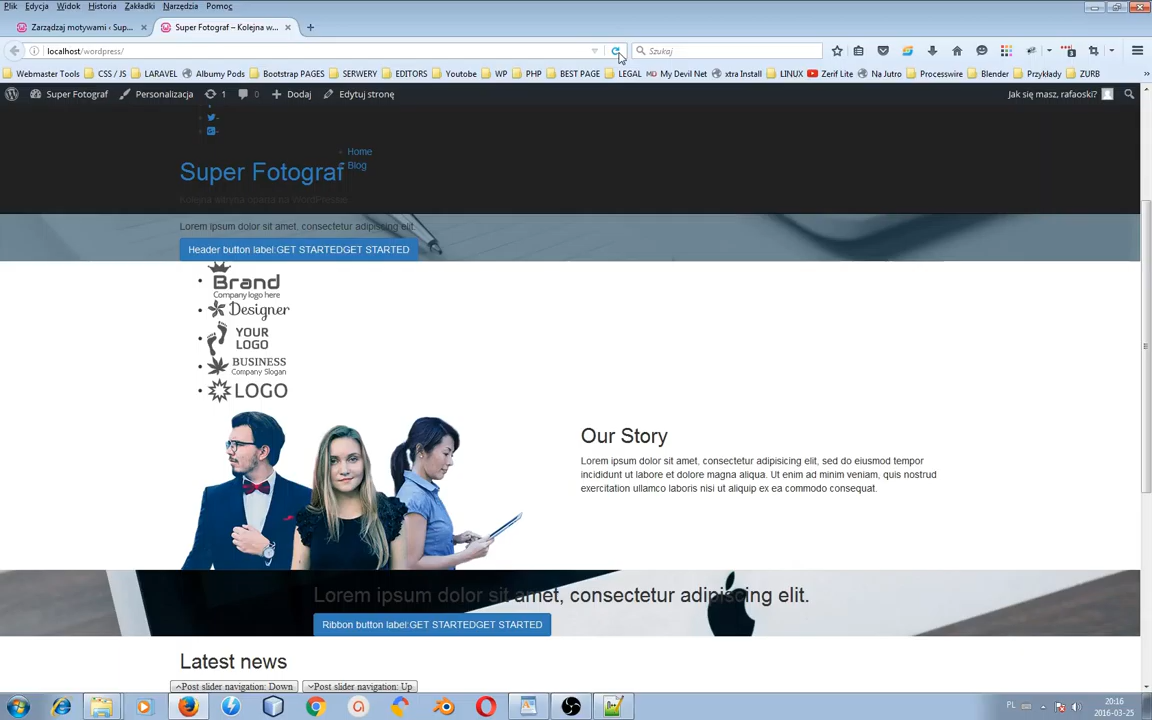 Plik Edycja Widok Historia Zakładki Narzędzia Pomoc
Zarządzaj motywami ‹ Sup...
Super Fotograf – Kolejna w...
localhost/wordpress/
Szukaj
Webmaster Tools CSS / JS LARAVEL Albumy Pods Bootstrap PAGES SERWERY EDITORS Youtube WP PHP BEST PAGE LEGAL My Devil Net xtra Install LINUX Zerif Lite Na Jutro Processwire Blender Przykłady ZURB
Super Fotograf Personalizacja 1 0 Dodaj Edytuj stronę Jak się masz, rafaoski?
Home
Blog
Super Fotograf
Kolejna witryna oparta na WordPressie
Lorem ipsum dolor sit amet, consectetur adipiscing elit.
Header button label:GET STARTEDGET STARTED
Brand
Company logo here
Designer
YOUR
LOGO
BUSINESS
Company Slogan
LOGO
Our Story
Lorem ipsum dolor sit amet, consectetur adipisicing elit, sed do eiusmod tempor
incididunt ut labore et dolore magna aliqua. Ut enim ad minim veniam, quis nostrud
exercitation ullamco laboris nisi ut aliquip ex ea commodo consequat.
Lorem ipsum dolor sit amet, consectetur adipiscing elit.
Ribbon button label:GET STARTEDGET STARTED
Latest news
Post slider navigation: Down
Post slider navigation: Up
PL
20:16
2016-03-25